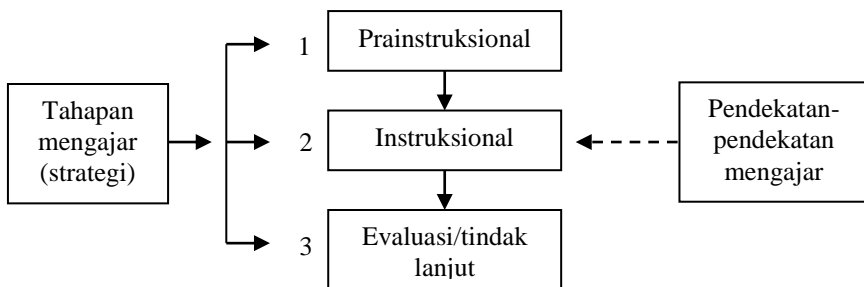 Tahapan
mengajar
(strategi)
1
Prainstruksional
2
Instruksional
3
Evaluasi/tindak
lanjut
Pendekatan-
pendekatan
mengajar